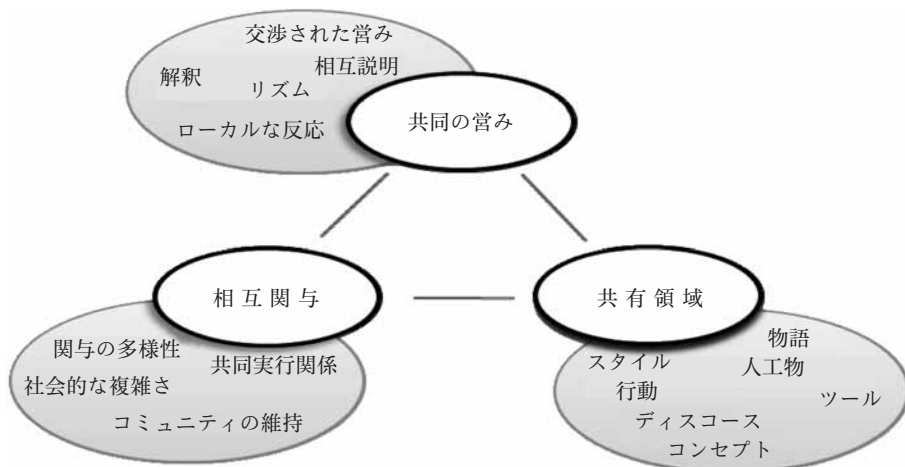 交渉された営み
相互説明
解釈
リズム
ローカルな反応
共同の営み
相互関与
関与の多様性
共同実行関係
社会的な複雑さ
コミュニティの維持
共有領域
物語
スタイル
人工物
行動
ツール
ディスコース
コンセプト